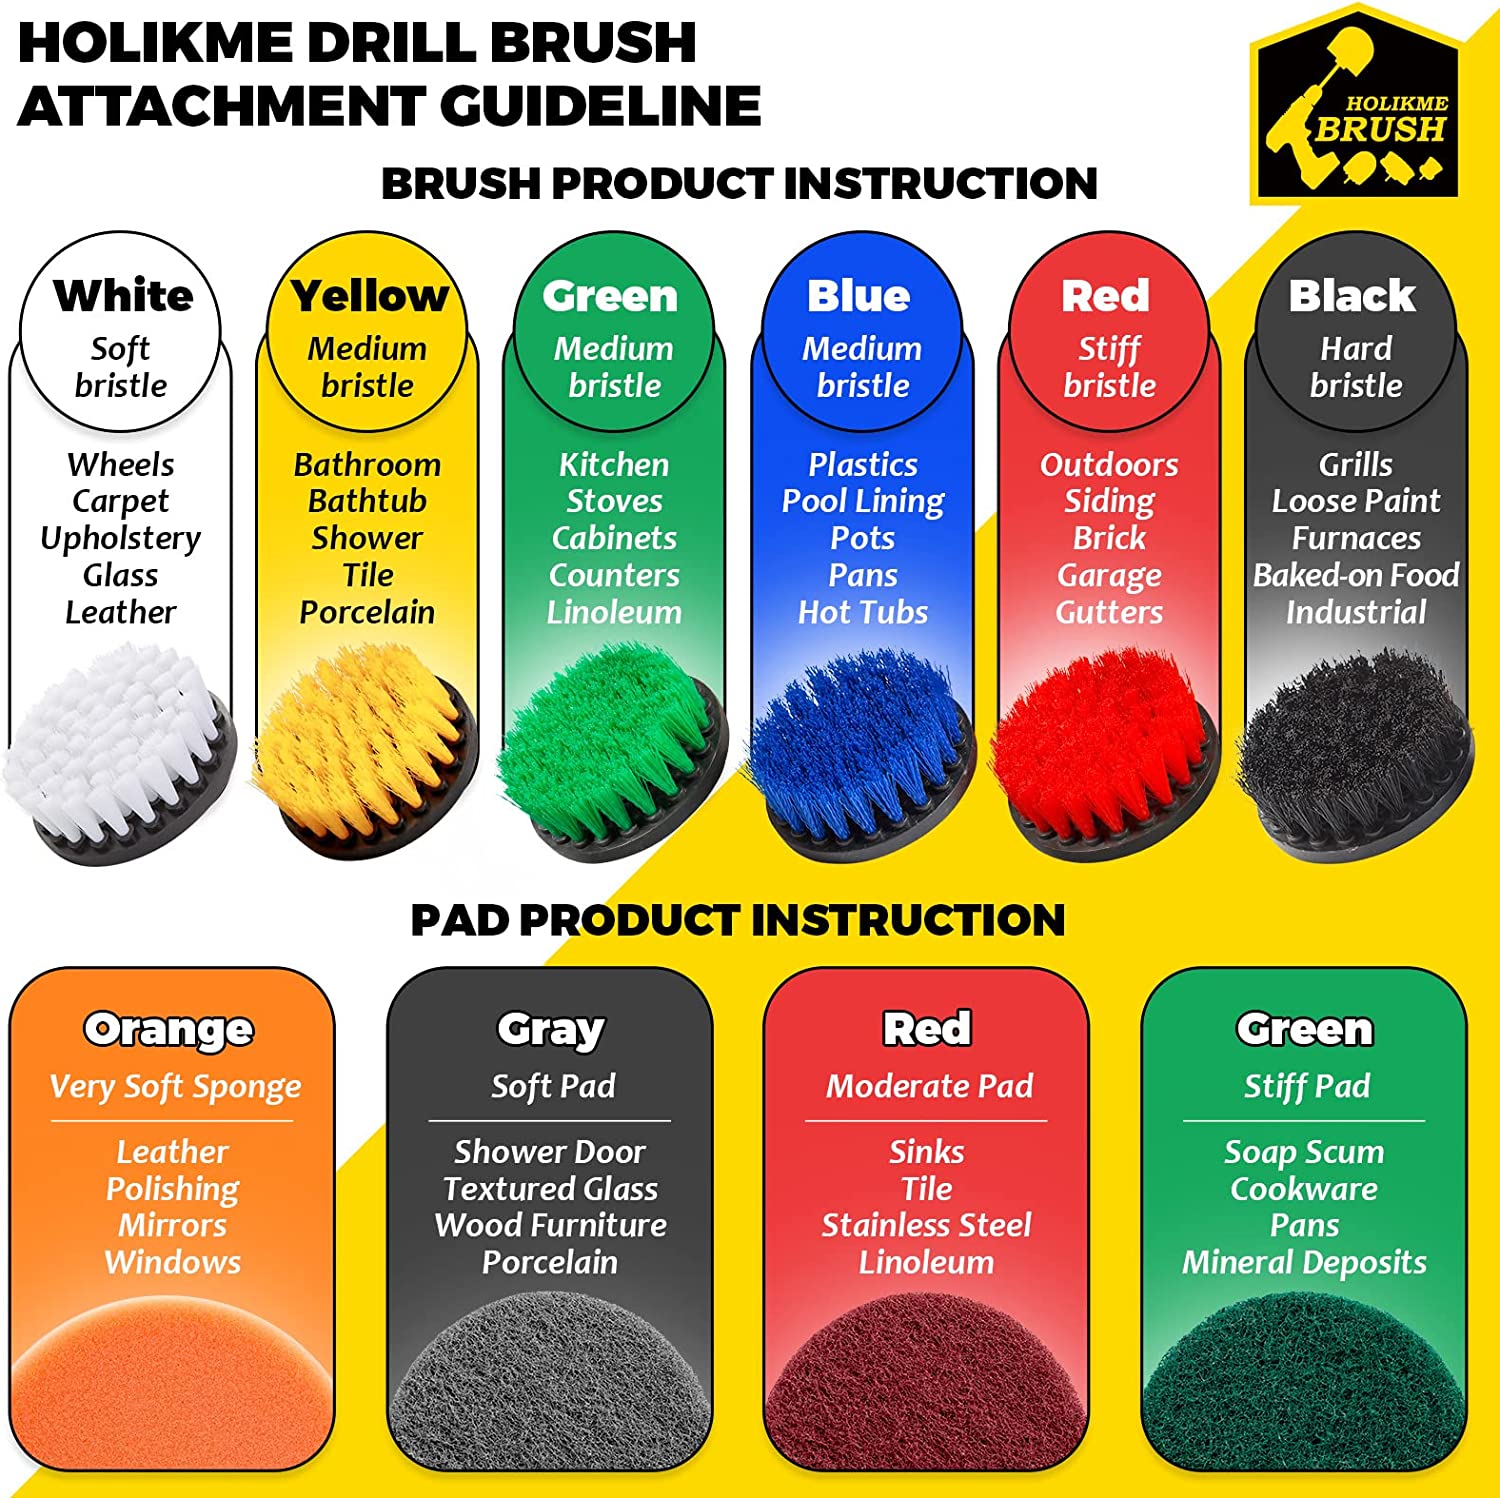 HOLIKME DRILL BRUSH
ATTACHMENT GUIDELINE
HOLIKME
BRUSH
BRUSH PRODUCT INSTRUCTION
White
Soft
bristle
Wheels
Carpet
Upholstery
Glass
Leather
Yellow
Medium
bristle
Bathroom
Bathtub
Shower
Tile
Porcelain
Green
Medium
bristle
Kitchen
Stoves
Cabinets
Counters
Linoleum
Blue
Medium
bristle
Plastics
Pool Lining
Pots
Pans
Hot Tubs
Red
Stiff
bristle
Outdoors
Siding
Brick
Garage
Gutters
Black
Hard
bristle
Grills
Loose Paint
Furnaces
Baked-on Food
Industrial
PAD PRODUCT INSTRUCTION
Orange
Very Soft Sponge
Leather
Polishing
Mirrors
Windows
Gray
Soft Pad
Shower Door
Textured Glass
Wood Furniture
Porcelain
Red
Moderate Pad
Sinks
Tile
Stainless Steel
Linoleum
Green
Stiff Pad
Soap Scum
Cookware
Pans
Mineral Deposits